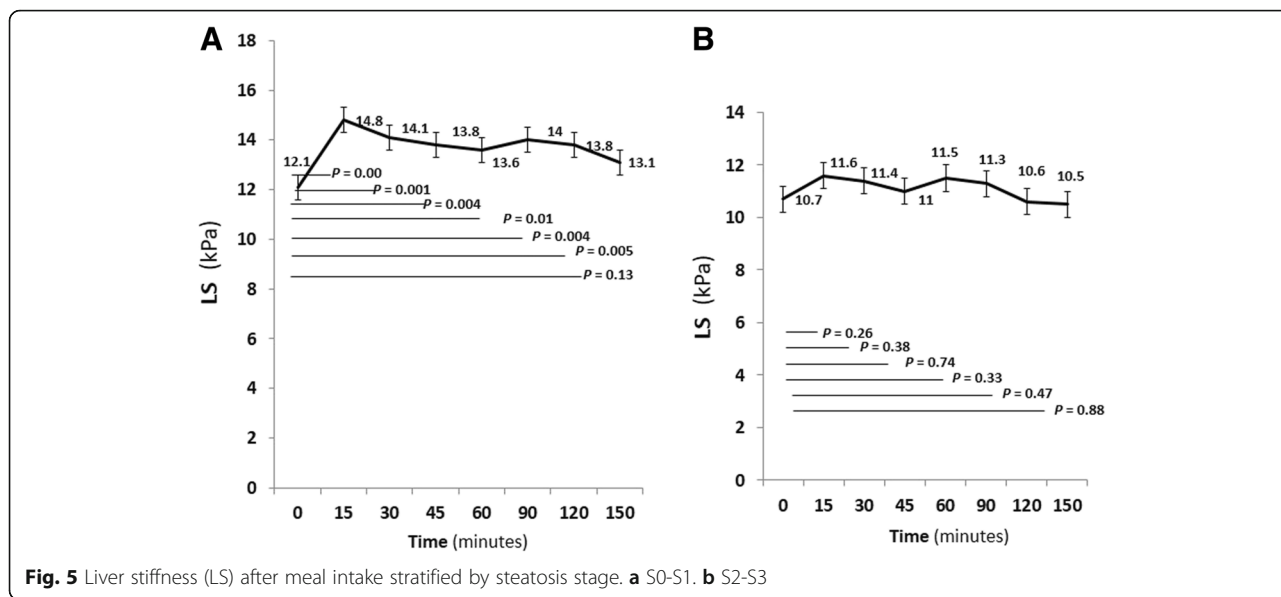 A
18
16
14
12
10
8
6
4
2
0
LS (kPa)
12.1
14.8
14.1
13.8
13.6
14
13.8
13.1
P = 0.00
P = 0.001
P = 0.004
P = 0.01
P = 0.004
P = 0.005
P = 0.13
0 15 30 45 60 90 120 150
Time (minutes)
B
14
12
10
8
6
4
2
0
LS (kPa)
10.7
11.6
11.4
11
11.5
11.3
10.6
10.5
P = 0.26
P = 0.38
P = 0.74
P = 0.33
P = 0.47
P = 0.88
0 15 30 45 60 90 120 150
Time (minutes)
Fig. 5 Liver stiffness (LS) after meal intake stratified by steatosis stage. a S0-S1. b S2-S3